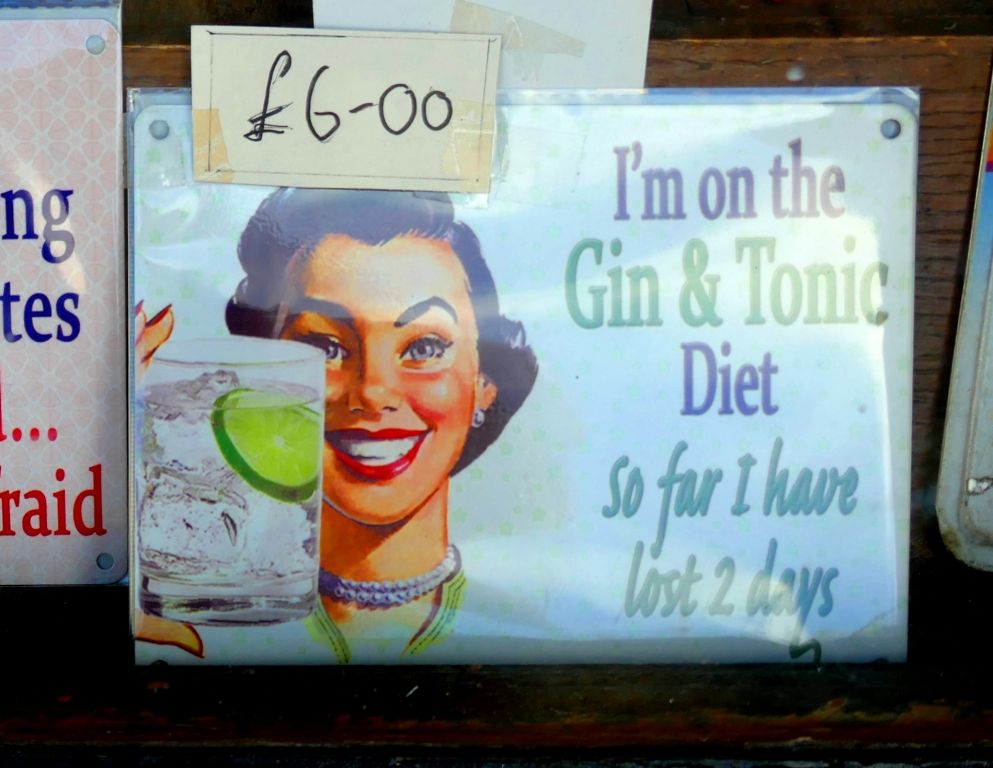 £6-00
I'm on the
Gin & Tonic
Diet
so far I have
lost 2 days
ng
tes
...
raid